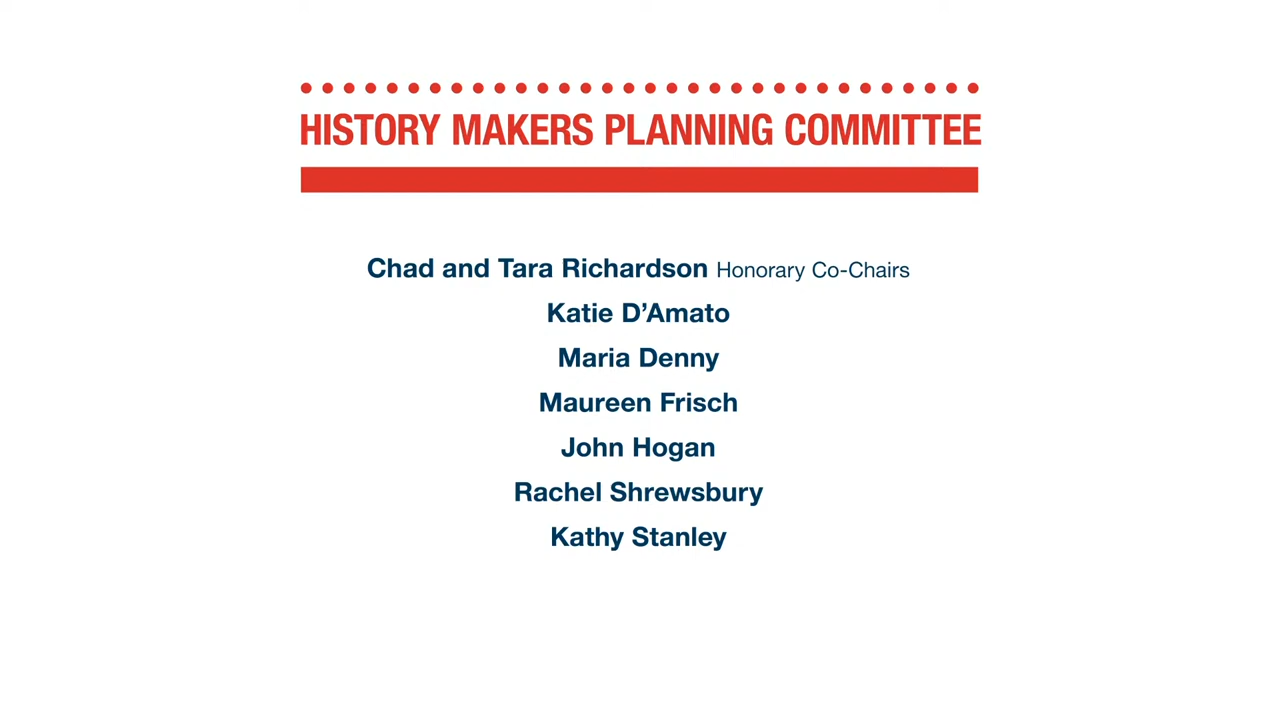 HISTORY MAKERS PLANNING COMMITTEE
Chad and Tara Richardson Honorary Co-Chairs
Katie D’Amato
Maria Denny
Maureen Frisch
John Hogan
Rachel Shrewsbury
Kathy Stanley